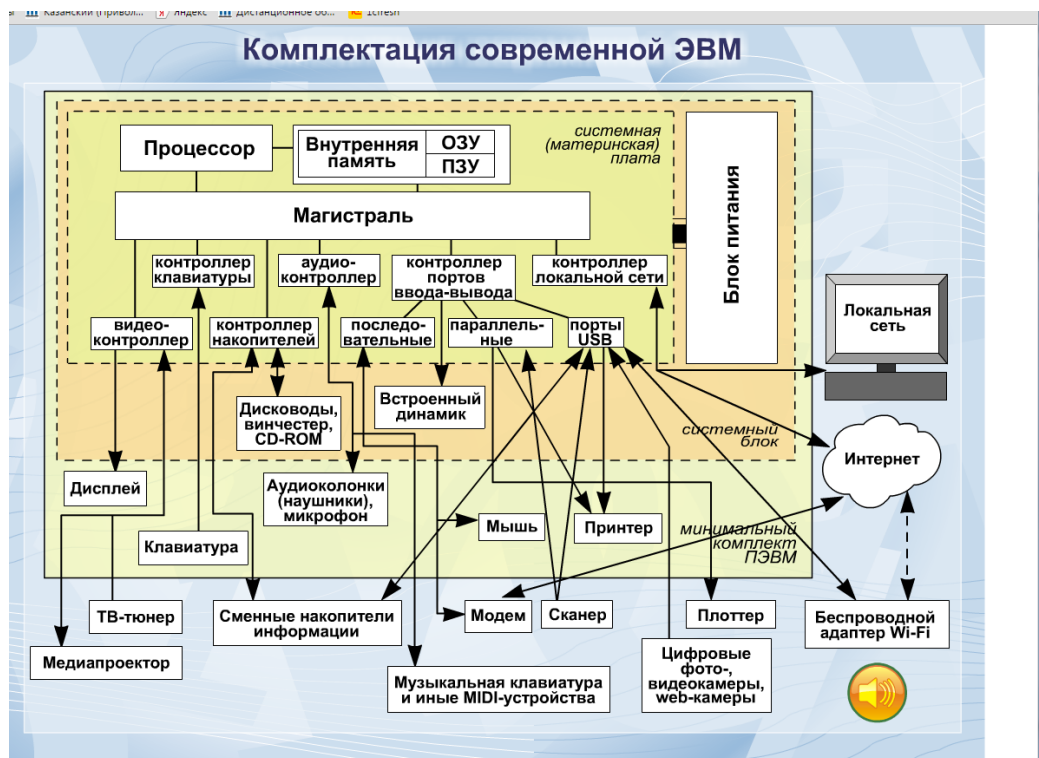 Казанский (Привол...
Яндекс
Дистанционное об...
1cfresh
Комплектация современной ЭВМ
Процессор
Внутренняя
память
ОЗУ
ПЗУ
системная
(материнская)
плата
Блок питания
Магистраль
контроллер
клавиатуры
аудио-
контроллер
контроллер
портов
ввода-вывода
контроллер
локальной сети
видео-
контроллер
контроллер
накопителей
последо-
вательные
параллель-
ные
порты
USB
Локальная
сеть
Дисководы,
винчестер,
CD-ROM
Встроенный
динамик
системный
блок
Интернет
Дисплей
Аудиоколонки
(наушники),
микрофон
Мышь
Принтер
минимальный
комплект
ПЭВМ
Клавиатура
ТВ-тюнер
Сменные накопители
информации
Модем
Сканер
Плоттер
Беспроводной
адаптер Wi-Fi
Медиапроектор
Музыкальная клавиатура
и иные MIDI-устройства
Цифровые
фото-,
видеокамеры,
web-камеры